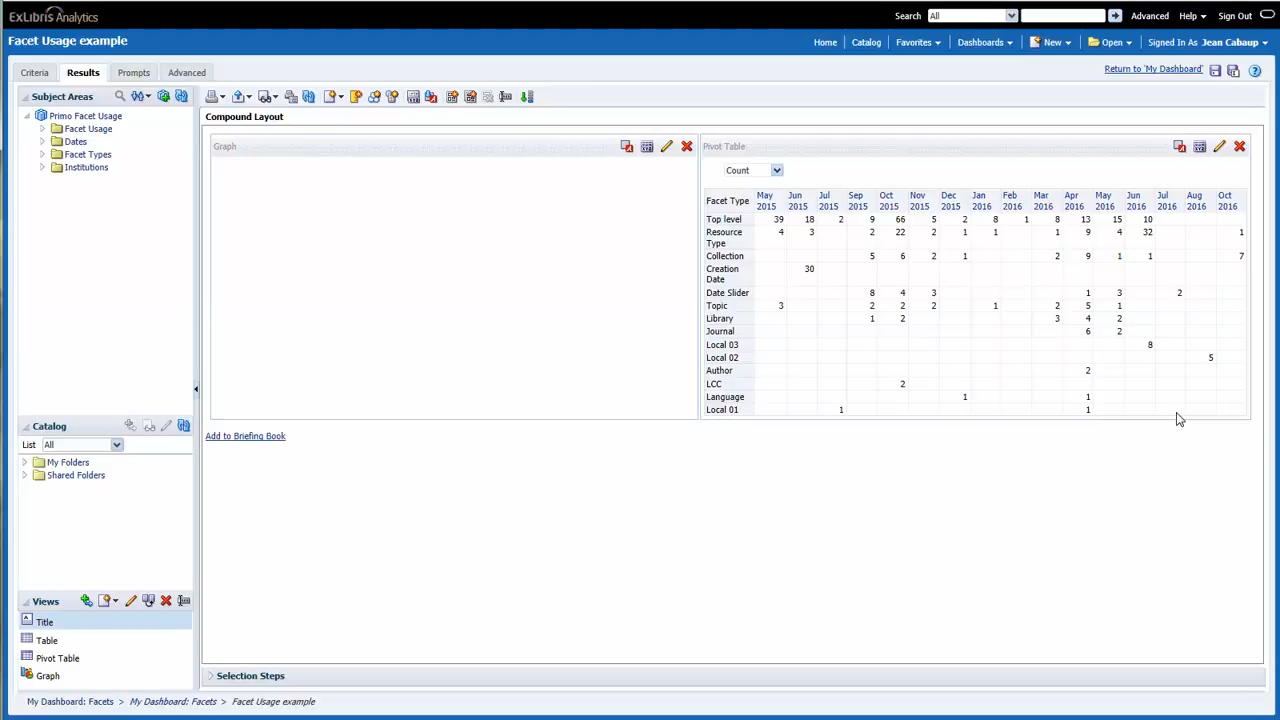 ExLibris Analytics
Search All Advanced Help Sign Out
Facet Usage example
Home Catalog Favorites Dashboards New Open Signed In As Jean Cabaup
Criteria Results Prompts Advanced
Return to 'My Dashboard'
Subject Areas
Primo Facet Usage
Facet Usage
Dates
Facet Types
Institutions
Compound Layout
Graph
Pivot Table
Count
Facet Type May 2015 Jun 2015 Jul 2015 Sep 2015 Oct 2015 Nov 2015 Dec 2015 Jan 2016 Feb 2016 Mar 2016 Apr 2016 May 2016 Jun 2016 Jul 2016 Aug 2016 Oct 2016
Top level 39 18 2 9 66 5 2 8 1 8 13 15 10
Resource Type 4 3 2 22 2 1 1 1 9 4 32 1
Collection 5 6 2 1 2 9 1 1 7
Creation Date 30
Date Slider 8 4 3 1 3 2
Topic 3 2 2 2 1 2 5 1
Library 1 2 3 4 2
Journal 6 2
Local 03 8
Local 02 5
Author 2
LCC 2
Language 1 1
Local 01 1 1
Add to Briefing Book
Catalog
List All
My Folders
Shared Folders
Views
Title
Table
Pivot Table
Graph
Selection Steps
My Dashboard: Facets > My Dashboard: Facets > Facet Usage example